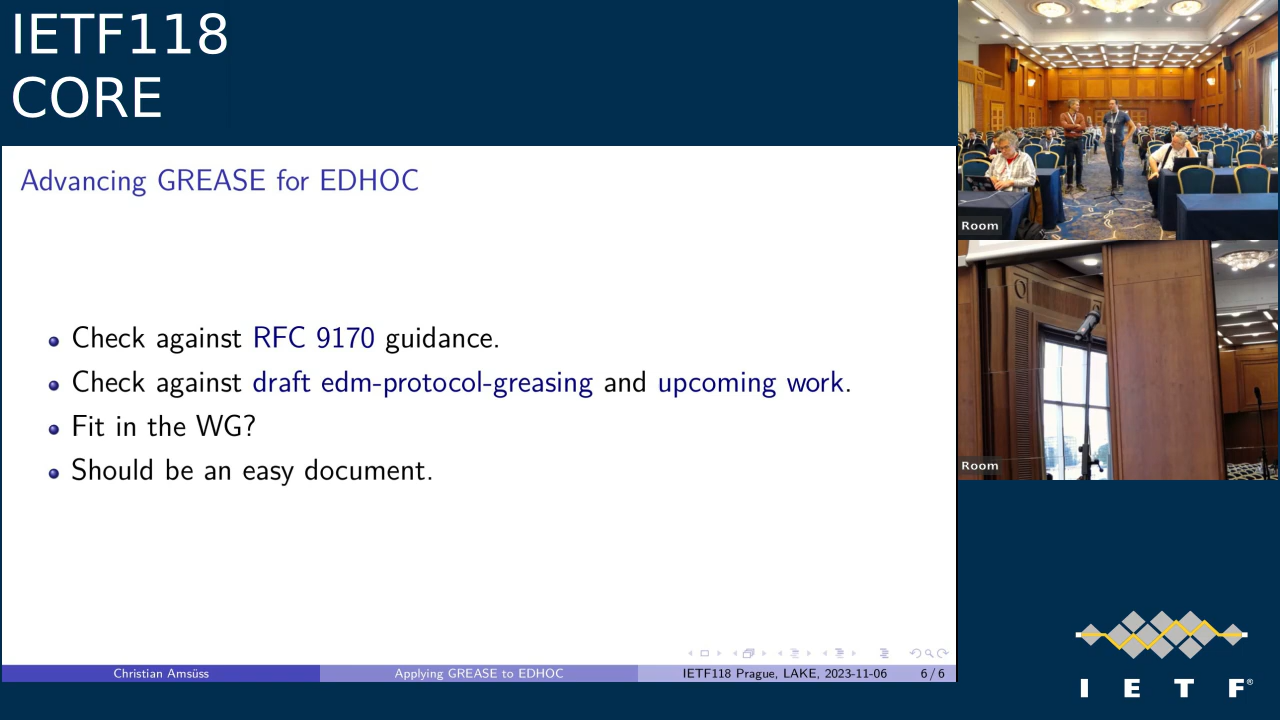 IETF118
CORE
Advancing GREASE for EDHOC
Check against RFC 9170 guidance.
Check against draft edm-protocol-greasing and upcoming work.
Fit in the WG?
Should be an easy document.
Christian Amsüss
Applying GREASE to EDHOC
IETF118 Prague, LAKE, 2023-11-06
6 / 6
Room
Room
I E T F®